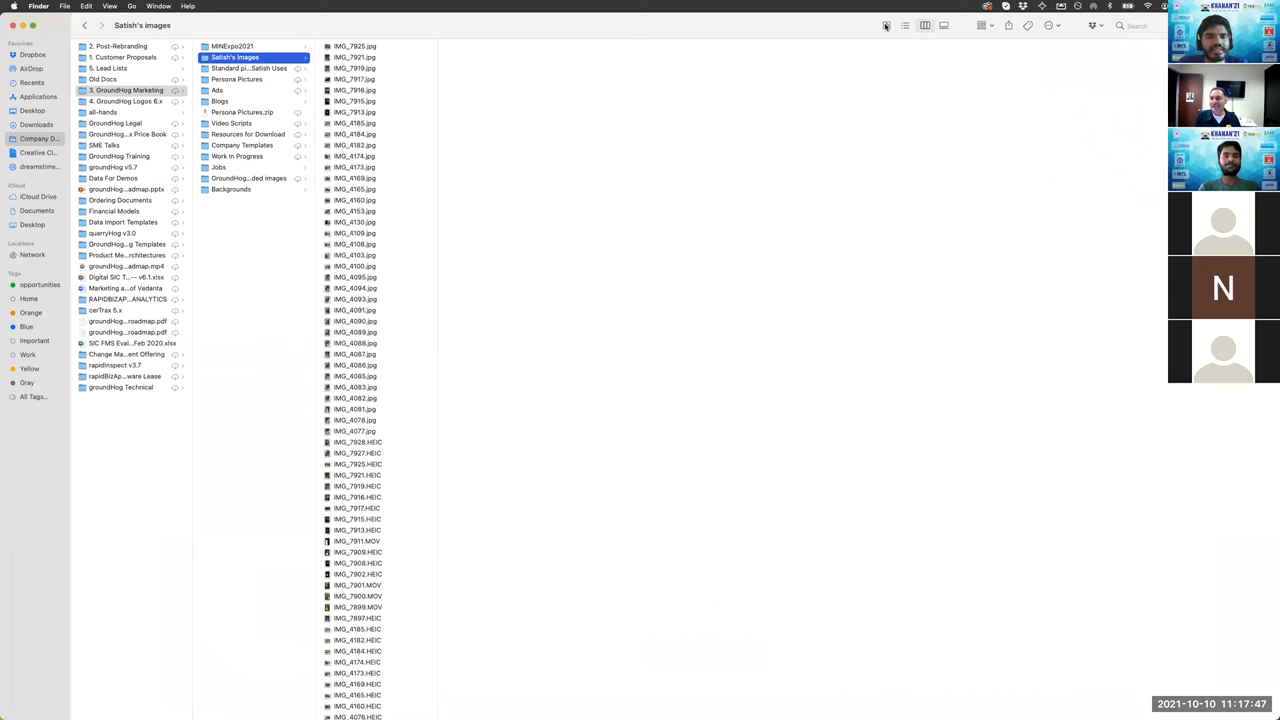 Finder File Edit View Go Window Help
Satish's images
Search
Favorites
Dropbox
AirDrop
Recents
Applications
Desktop
Downloads
Company D...
Creative Cl...
dreamstime...
iCloud
iCloud Drive
Documents
Desktop
Locations
Network
Tags
opportunities
Home
Orange
Blue
Important
Work
Yellow
Gray
All Tags...
2. Post-Rebranding
1. Customer Proposals
5. Lead Lists
Old Docs
3. GroundHog Marketing
4. GroundHog Logos 6.x
all-hands
GroundHog Legal
GroundHog...x Price Book
SME Talks
GroundHog Training
groundHog v5.7
Data For Demos
groundHog...admap.pptx
Ordering Documents
Financial Models
Data Import Templates
quarryHog v3.0
GroundHog...g Templates
Product Me...rchitectures
groundHog...admap.mp4
Digital SIC T...-- v6.1.xlsx
Marketing a...of Vedanta
RAPIDBIZAP...ANALYTICS
cerTrax 5.x
groundHog...roadmap.pdf
groundHog...roadmap.pdf
SIC FMS Eval...Feb 2020.xlsx
Change Ma...ent Offering
rapidInspect v3.7
rapidBizAp...ware Lease
groundHog Technical
MINExpo2021
Satish's images
Standard pi...Satish Uses
Persona Pictures
Ads
Blogs
Persona Pictures.zip
Video Scripts
Resources for Download
Company Templates
Work In Progress
Jobs
GroundHog...ded images
Backgrounds
IMG_7925.jpg
IMG_7921.jpg
IMG_7919.jpg
IMG_7917.jpg
IMG_7916.jpg
IMG_7915.jpg
IMG_7913.jpg
IMG_4185.jpg
IMG_4184.jpg
IMG_4182.jpg
IMG_4174.jpg
IMG_4173.jpg
IMG_4169.jpg
IMG_4165.jpg
IMG_4160.jpg
IMG_4153.jpg
IMG_4130.jpg
IMG_4109.jpg
IMG_4108.jpg
IMG_4103.jpg
IMG_4100.jpg
IMG_4095.jpg
IMG_4094.jpg
IMG_4093.jpg
IMG_4091.jpg
IMG_4090.jpg
IMG_4089.jpg
IMG_4088.jpg
IMG_4087.jpg
IMG_4086.jpg
IMG_4085.jpg
IMG_4083.jpg
IMG_4082.jpg
IMG_4081.jpg
IMG_4078.jpg
IMG_4077.jpg
IMG_7928.HEIC
IMG_7927.HEIC
IMG_7925.HEIC
IMG_7921.HEIC
IMG_7919.HEIC
IMG_7916.HEIC
IMG_7917.HEIC
IMG_7915.HEIC
IMG_7913.HEIC
IMG_7911.MOV
IMG_7909.HEIC
IMG_7908.HEIC
IMG_7902.HEIC
IMG_7901.MOV
IMG_7900.MOV
IMG_7899.MOV
IMG_7897.HEIC
IMG_4185.HEIC
IMG_4182.HEIC
IMG_4184.HEIC
IMG_4174.HEIC
IMG_4173.HEIC
IMG_4169.HEIC
IMG_4165.HEIC
IMG_4160.HEIC
IMG_4076.HEIC
KHANAN'21
KHANAN'21
N
2021-10-10 11:17:47